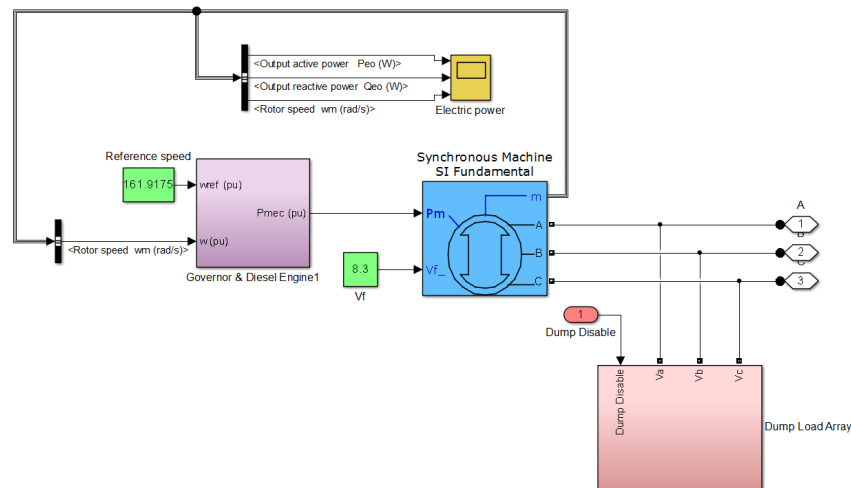 <Output active power Peo (W)>
<Output reactive power Qeo (W)>
<Rotor speed wm (rad/s)>
Electric power
Reference speed
161.9175
wref (pu)
Pmec (pu)
w (pu)
<Rotor speed wm (rad/s)>
Governor & Diesel Engine1
8.3
Vf
Synchronous Machine
SI Fundamental
m
Pm
Vf_
A
B
C
A
1
B
2
C
3
1
Dump Disable
Dump Disable
Va
Vb
Vc
Dump Load Array